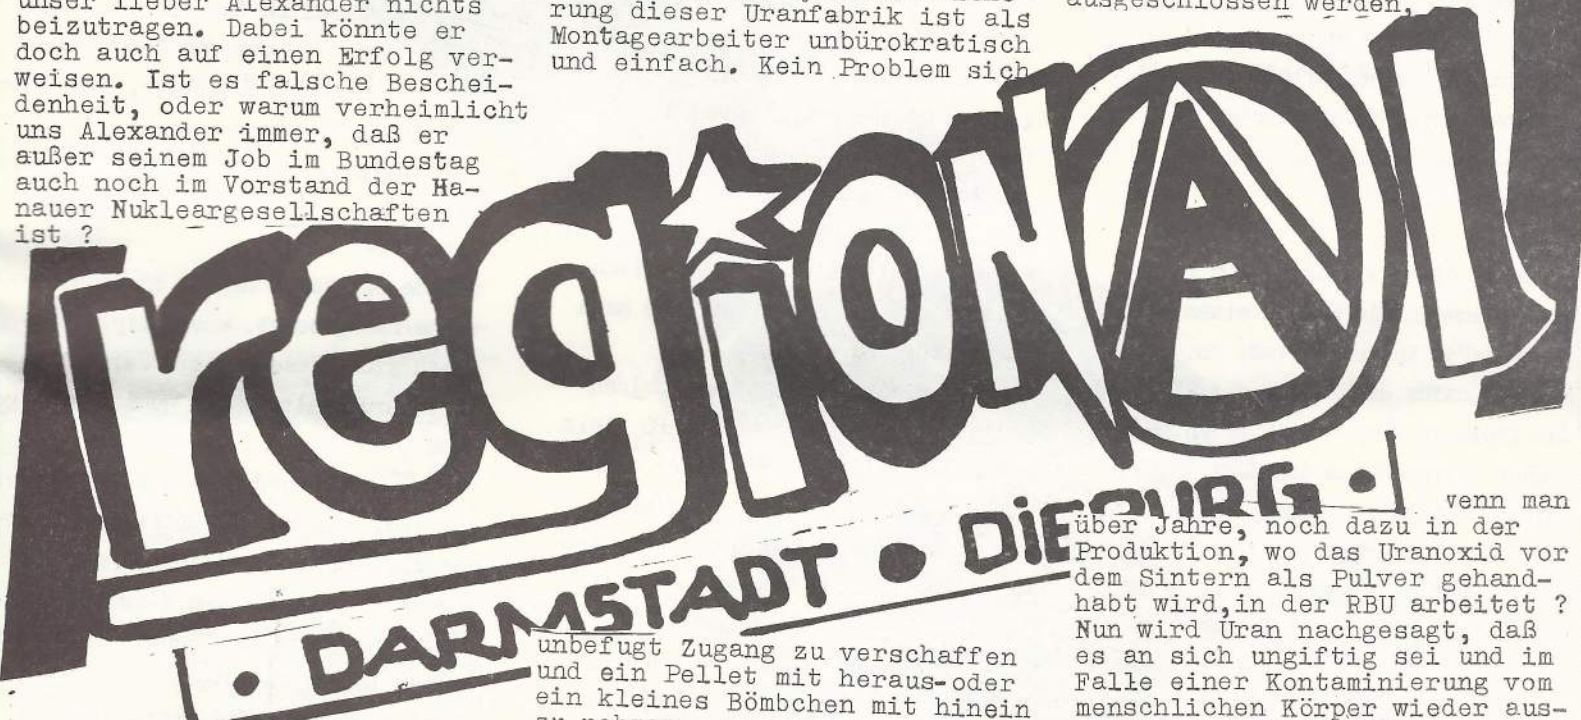 unser lieber Alexander nichts
beizutragen. Dabei könnte er
doch auch auf einen Erfolg ver-
weisen. Ist es falsche Beschei-
denheit, oder warum verheimlicht
uns Alexander immer, daß er
außer seinem Job im Bundestag
auch noch im Vorstand der Ha-
nauer Nukleargesellschaften
ist ?
rung dieser Uranfabrik ist als
Montagearbeiter unbürokratisch
und einfach. Kein Problem sich
ausgeschlossen werden,
regionAl
• DARMSTADT • DiEBURG •
unbefugt Zugang zu verschaffen
und ein Pellet mit heraus-oder
ein kleines Bömbchen mit hinein
venn man
über Jahre, noch dazu in der
Produktion, wo das Uranoxid vor
dem Sintern als Pulver gehand-
habt wird,in der RBU arbeitet ?
Nun wird Uran nachgesagt, daß
es an sich ungiftig sei und im
Falle einer Kontaminierung vom
menschlichen Körper wieder aus-